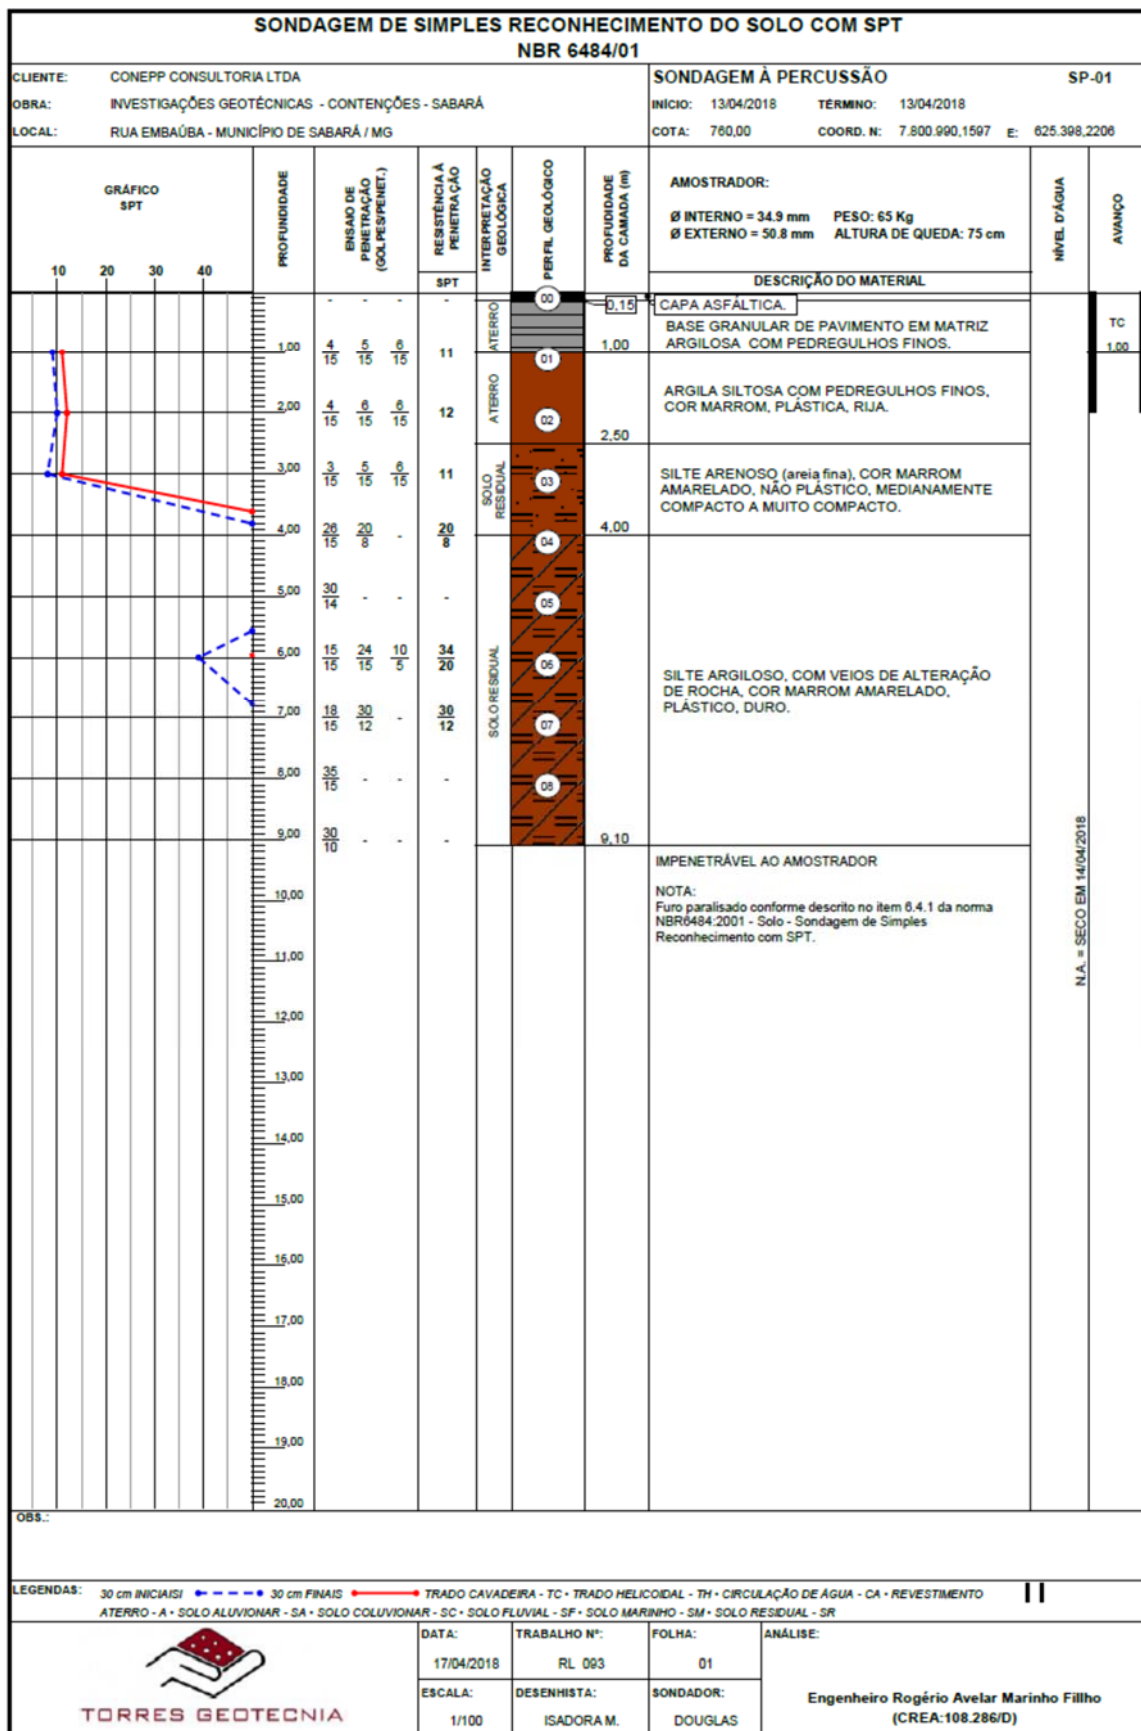 SONDAGEM DE SIMPLES RECONHECIMENTO DO SOLO COM SPT
NBR 6484/01
CLIENTE: CONEPP CONSULTORIA LTDA
OBRA: INVESTIGAÇÕES GEOTÉCNICAS - CONTENÇÕES - SABARÁ
LOCAL: RUA EMBAÚBA - MUNICÍPIO DE SABARÁ / MG
SONDAGEM À PERCUSSÃO SP-01
INÍCIO: 13/04/2018 TÉRMINO: 13/04/2018
COTA: 760,00 COORD. N: 7.800.990,1597 E: 625.398,2206
GRÁFICO
SPT
10 20 30 40
PROFUNDIDADE
ENSAIO DE
PENETRAÇÃO
(GOLPES/PENET.)
RESISTÊNCIA À
PENETRAÇÃO
SPT
INTERPRETAÇÃO
GEOLÓGICA
PERFIL GEOLÓGICO
PROFUDIDADE
DA CAMADA (m)
AMOSTRADOR:
Ø INTERNO = 34.9 mm PESO: 65 Kg
Ø EXTERNO = 50.8 mm ALTURA DE QUEDA: 75 cm
DESCRIÇÃO DO MATERIAL
NÍVEL D'ÁGUA
AVANÇO
- - - -
1,00 4/15 5/15 6/15 11
2,00 4/15 6/15 6/15 12
3,00 3/15 5/15 6/15 11
4,00 26/15 20/8 - 20/8
5,00 30/14 - - -
6,00 15/15 24/15 10/5 34/20
7,00 18/15 30/12 - 30/12
8,00 35/15 - - -
9,00 30/10 - - -
10,00
11,00
12,00
13,00
14,00
15,00
16,00
17,00
18,00
19,00
20,00
ATERRO
ATERRO
SOLO
RESIDUAL
SOLO RESIDUAL
00
01
02
03
04
05
06
07
08
0,15
1,00
2,50
4,00
9,10
CAPA ASFÁLTICA.
BASE GRANULAR DE PAVIMENTO EM MATRIZ
ARGILOSA COM PEDREGULHOS FINOS.
ARGILA SILTOSA COM PEDREGULHOS FINOS,
COR MARROM, PLÁSTICA, RIJA.
SILTE ARENOSO (areia fina), COR MARROM
AMARELADO, NÃO PLÁSTICO, MEDIANAMENTE
COMPACTO A MUITO COMPACTO.
SILTE ARGILOSO, COM VEIOS DE ALTERAÇÃO
DE ROCHA, COR MARROM AMARELADO,
PLÁSTICO, DURO.
IMPENETRÁVEL AO AMOSTRADOR
NOTA:
Furo paralisado conforme descrito no item 6.4.1 da norma
NBR6484:2001 - Solo - Sondagem de Simples
Reconhecimento com SPT.
N.A. = SECO EM 14/04/2018
TC
1,00
OBS.:
LEGENDAS: 30 cm INICIAISI 30 cm FINAIS TRADO CAVADEIRA - TC • TRADO HELICOIDAL - TH • CIRCULAÇÃO DE ÁGUA - CA • REVESTIMENTO
ATERRO - A • SOLO ALUVIONAR - SA • SOLO COLUVIONAR - SC • SOLO FLUVIAL - SF • SOLO MARINHO - SM • SOLO RESIDUAL - SR
TORRES GEOTECNIA
DATA: TRABALHO Nº: FOLHA: ANÁLISE:
17/04/2018 RL 093 01
ESCALA: DESENHISTA: SONDADOR:
1/100 ISADORA M. DOUGLAS
Engenheiro Rogério Avelar Marinho Fillho
(CREA:108.286/D)